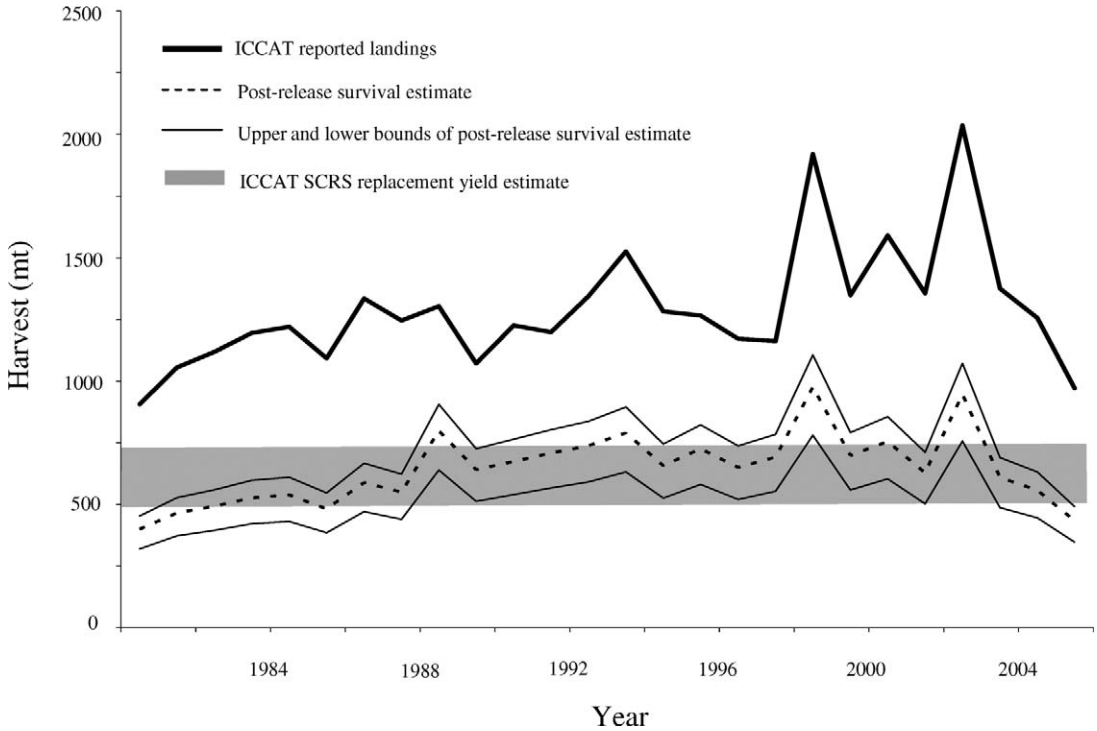 2500
2000
1500
1000
500
0
Harvest (mt)
ICCAT reported landings
Post-release survival estimate
Upper and lower bounds of post-release survival estimate
ICCAT SCRS replacement yield estimate
1984
1988
1992
1996
2000
2004
Year